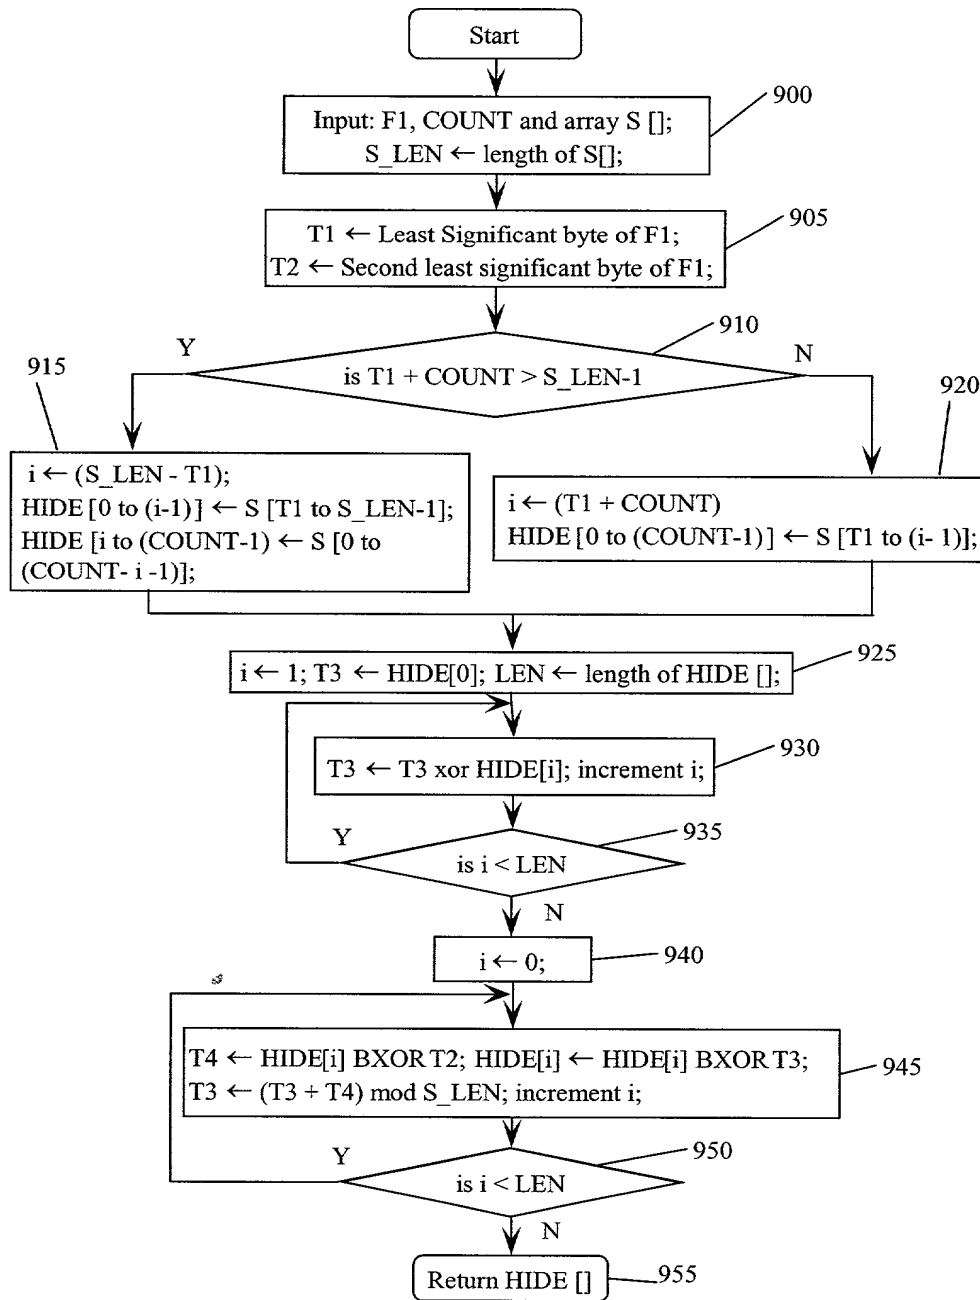 Start
900
Input: F1, COUNT and array S [];
S_LEN ← length of S[];
905
T1 ← Least Significant byte of F1;
T2 ← Second least significant byte of F1;
910
Y
N
is T1 + COUNT > S_LEN-1
915
920
i ← (S_LEN - T1);
HIDE [0 to (i-1)] ← S [T1 to S_LEN-1];
HIDE [i to (COUNT-1) ← S [0 to
(COUNT- i -1)];
i ← (T1 + COUNT)
HIDE [0 to (COUNT-1)] ← S [T1 to (i- 1)];
925
i ← 1; T3 ← HIDE[0]; LEN ← length of HIDE [];
930
T3 ← T3 xor HIDE[i]; increment i;
935
Y
is i < LEN
N
i ← 0;
940
T4 ← HIDE[i] BXOR T2; HIDE[i] ← HIDE[i] BXOR T3;
T3 ← (T3 + T4) mod S_LEN; increment i;
945
950
Y
is i < LEN
N
Return HIDE []
955